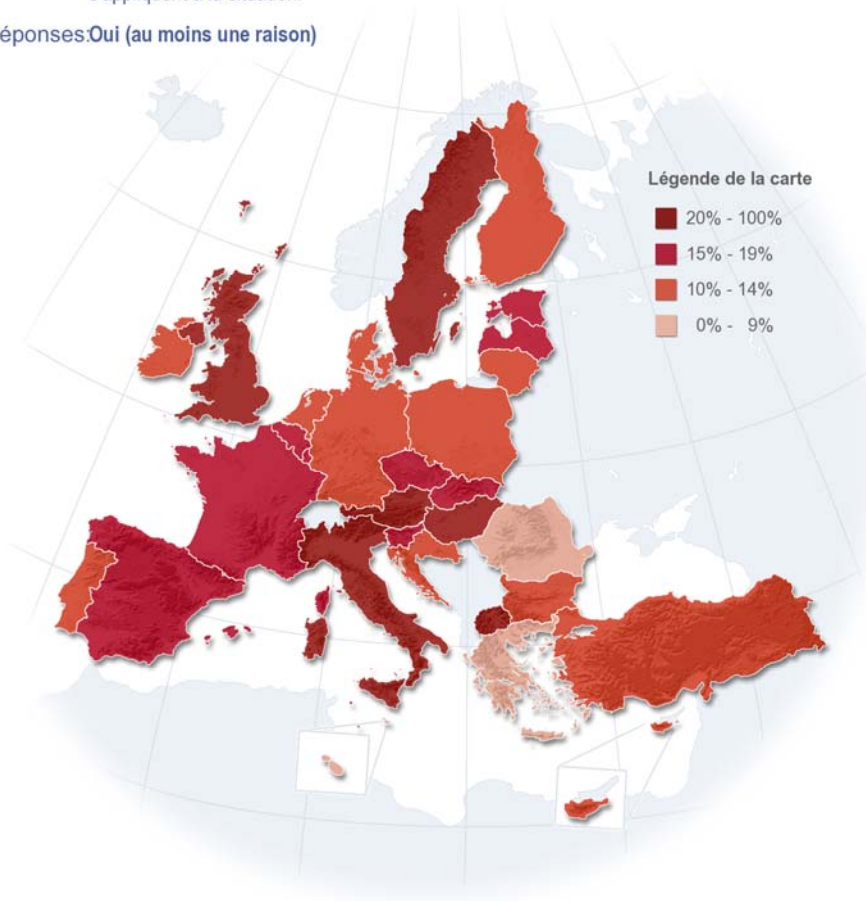 éponses:Oui (au moins une raison)
Légende de la carte
20% - 100%
15% - 19%
10% - 14%
0% - 9%